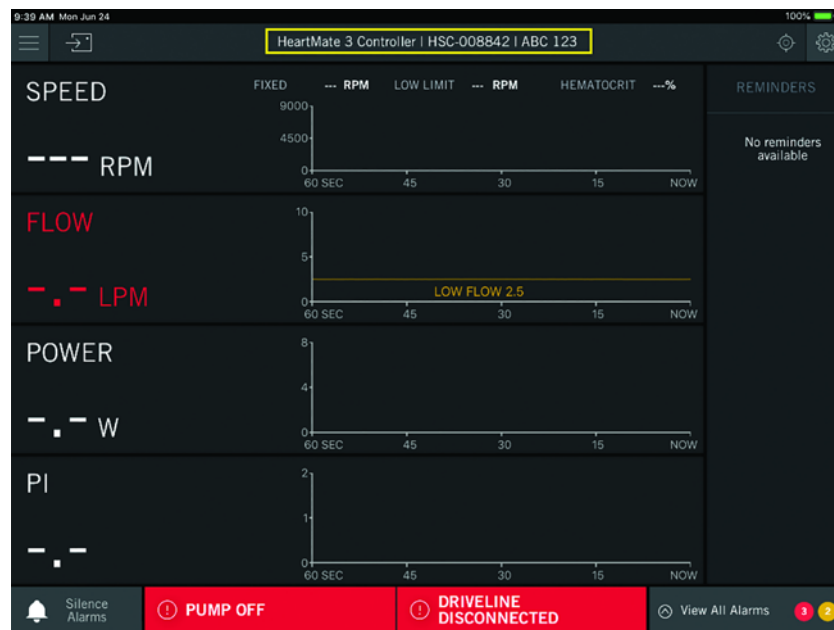 9:39 AM Mon Jun 24
100%
HeartMate 3 Controller | HSC-008842 | ABC 123
SPEED
--- RPM
FIXED --- RPM LOW LIMIT --- RPM HEMATOCRIT ---%
9000
4500
0
60 SEC 45 30 15 NOW
REMINDERS
No reminders
available
FLOW
-.- LPM
10
5
LOW FLOW 2.5
0
60 SEC 45 30 15 NOW
POWER
-.- W
8
4
0
60 SEC 45 30 15 NOW
PI
-.-
2
1
0
60 SEC 45 30 15 NOW
Silence
Alarms
PUMP OFF
DRIVELINE
DISCONNECTED
View All Alarms 3 2